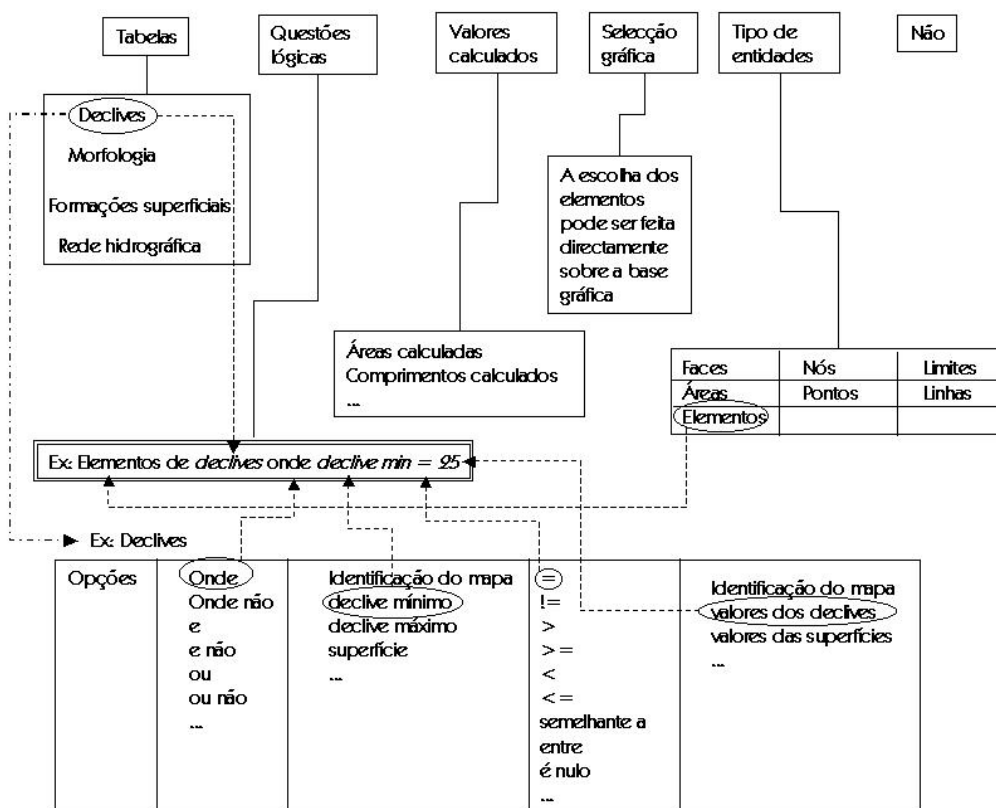 Tabelas
Questões
lógicas
Valores
calculados
Selecção
gráfica
Tipo de
entidades
Não
Declives
Morfologia
Formações superficiais
Rede hidrográfica
A escolha dos
elementos
pode ser feita
directamente
sobre a base
gráfica
Áreas calculadas
Comprimentos calculados
...
Faces Nós Limites
Áreas Pontos Linhas
Elementos
Ex: Elementos de declives onde declive min = 25
Ex: Declives
Opções
Onde
Onde não
e
e não
ou
ou não
...
Identificação do mapa
declive mínimo
declive máximo
superfície
...
=
!=
>
>=
<
<=
semelhante a
entre
é nulo
...
Identificação do mapa
valores dos declives
valores das superfícies
...